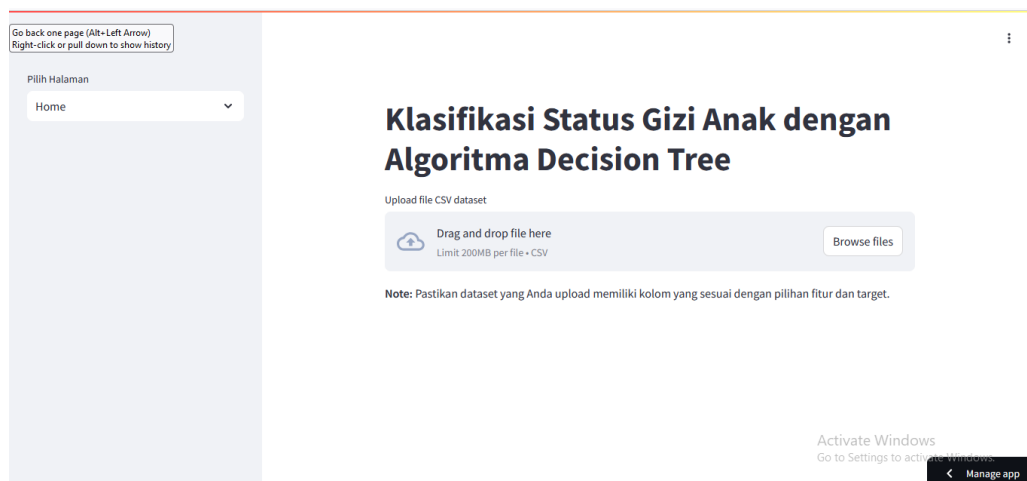 Go back one page (Alt+Left Arrow)
Right-click or pull down to show history
Pilih Halaman
Home
Klasifikasi Status Gizi Anak dengan
Algoritma Decision Tree
Upload file CSV dataset
Drag and drop file here
Limit 200MB per file • CSV
Browse files
Note: Pastikan dataset yang Anda upload memiliki kolom yang sesuai dengan pilihan fitur dan target.
Activate Windows
Go to Settings to activate Windows.
Manage app